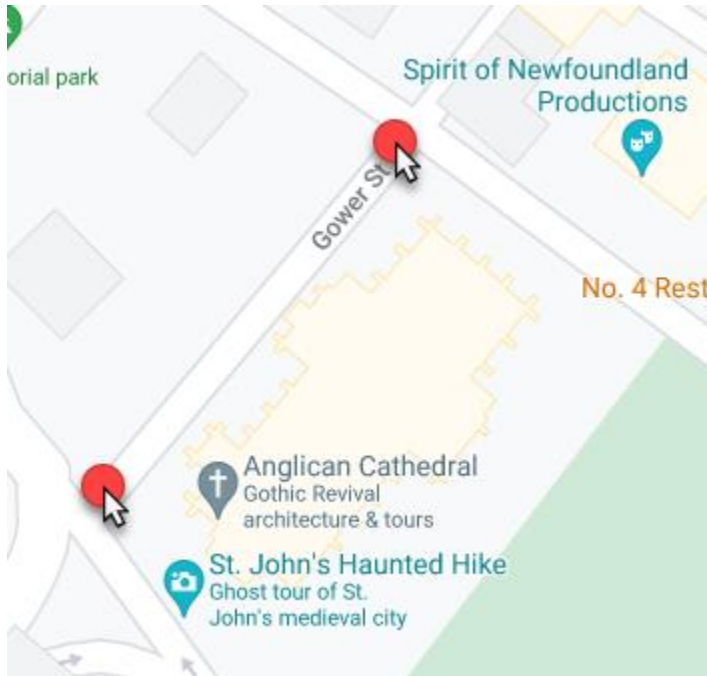 orial park
Spirit of Newfoundland
Productions
Gower St
No. 4 Rest
Anglican Cathedral
Gothic Revival
architecture & tours
St. John's Haunted Hike
Ghost tour of St.
John's medieval city